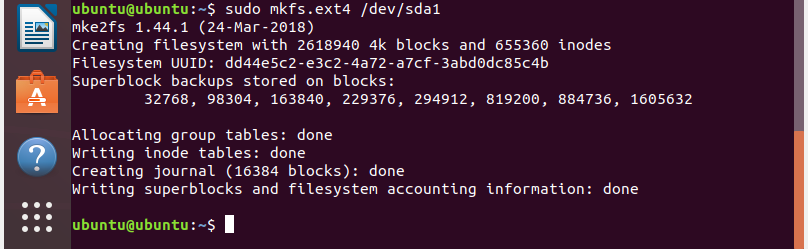 ubuntu@ubuntu:~$ sudo mkfs.ext4 /dev/sda1
mke2fs 1.44.1 (24-Mar-2018)
Creating filesystem with 2618940 4k blocks and 655360 inodes
Filesystem UUID: dd44e5c2-e3c2-4a72-a7cf-3abd0dc85c4b
Superblock backups stored on blocks:
32768, 98304, 163840, 229376, 294912, 819200, 884736, 1605632
Allocating group tables: done
Writing inode tables: done
Creating journal (16384 blocks): done
Writing superblocks and filesystem accounting information: done
ubuntu@ubuntu:~$